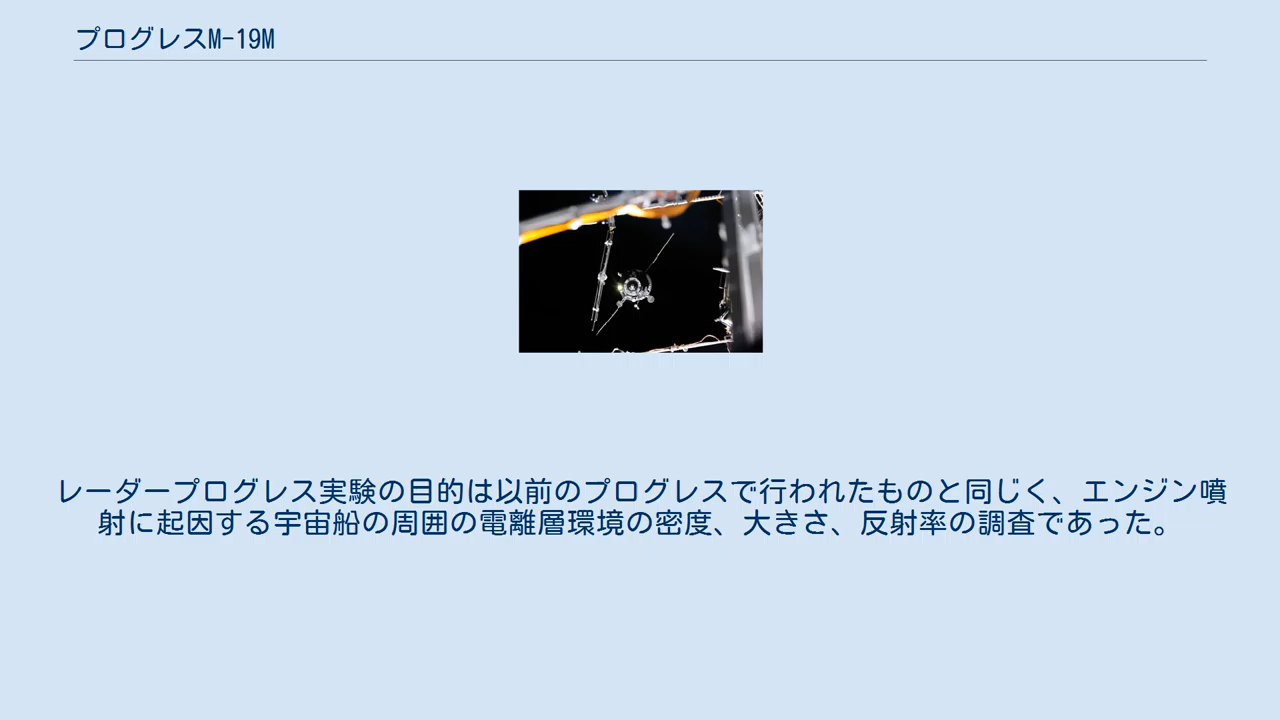 プログレスM-19M
レーダープログレス実験の目的は以前のプログレスで行われたものと同じく、エンジン噴
射に起因する宇宙船の周囲の電離層環境の密度、大きさ、反射率の調査であった。